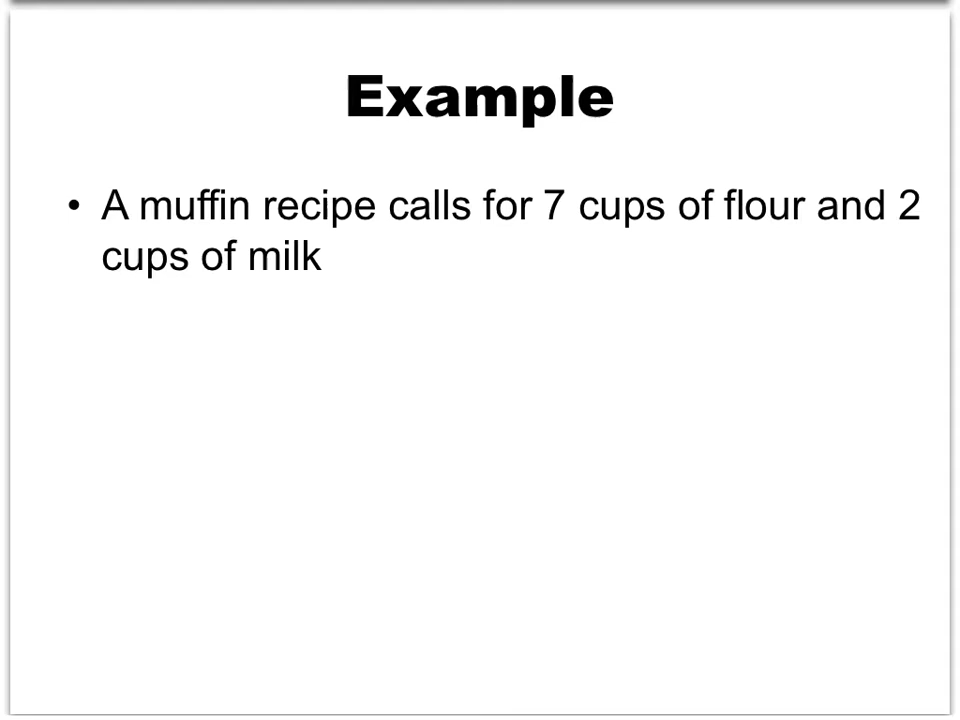 Example
• A muffin recipe calls for 7 cups of flour and 2
cups of milk